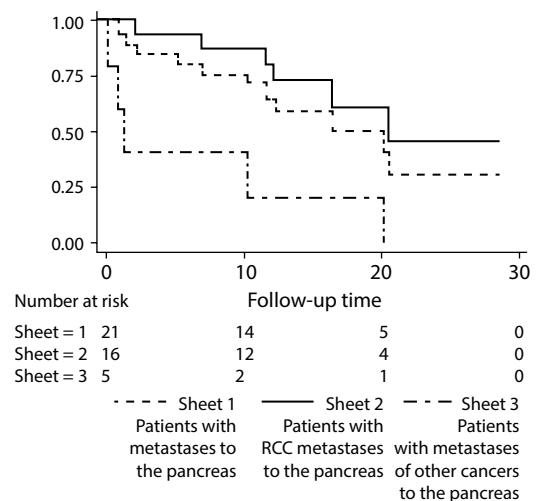 1.00
0.75
0.50
0.25
0.00
0 10 20 30
Number at risk Follow-up time
Sheet = 1 21 14 5 0
Sheet = 2 16 12 4 0
Sheet = 3 5 2 1 0
Sheet 1
Patients with
metastases to
the pancreas
Sheet 2
Patients with
RCC metastases
to the pancreas
Sheet 3
Patients
with metastases
of other cancers
to the pancreas